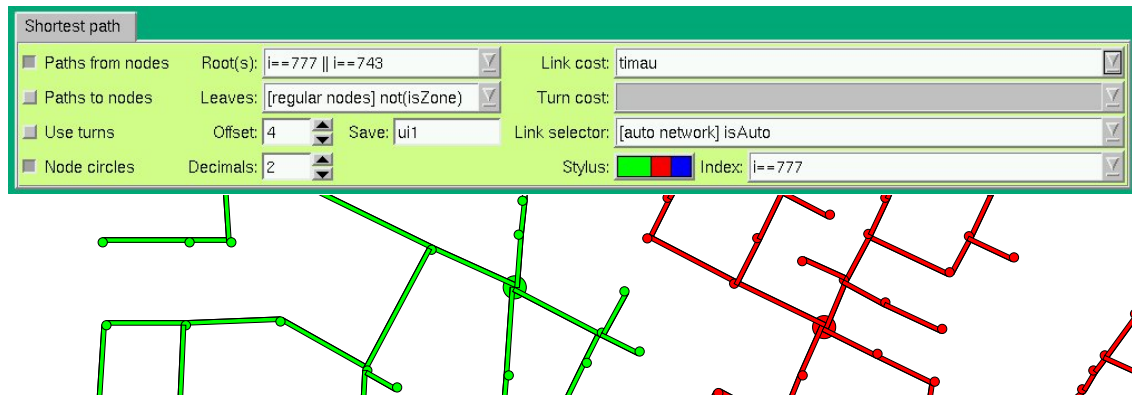 Shortest path
Paths from nodes Root(s): i==777 || i==743 Link cost: timau
Paths to nodes Leaves: [regular nodes] not(isZone) Turn cost:
Use turns Offset: 4 Save: ui1 Link selector: [auto network] isAuto
Node circles Decimals: 2 Stylus: Index: i==777